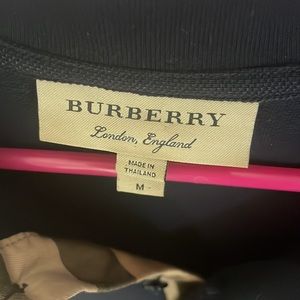 BURBERRY
London, England
MADE IN
THAILAND
M